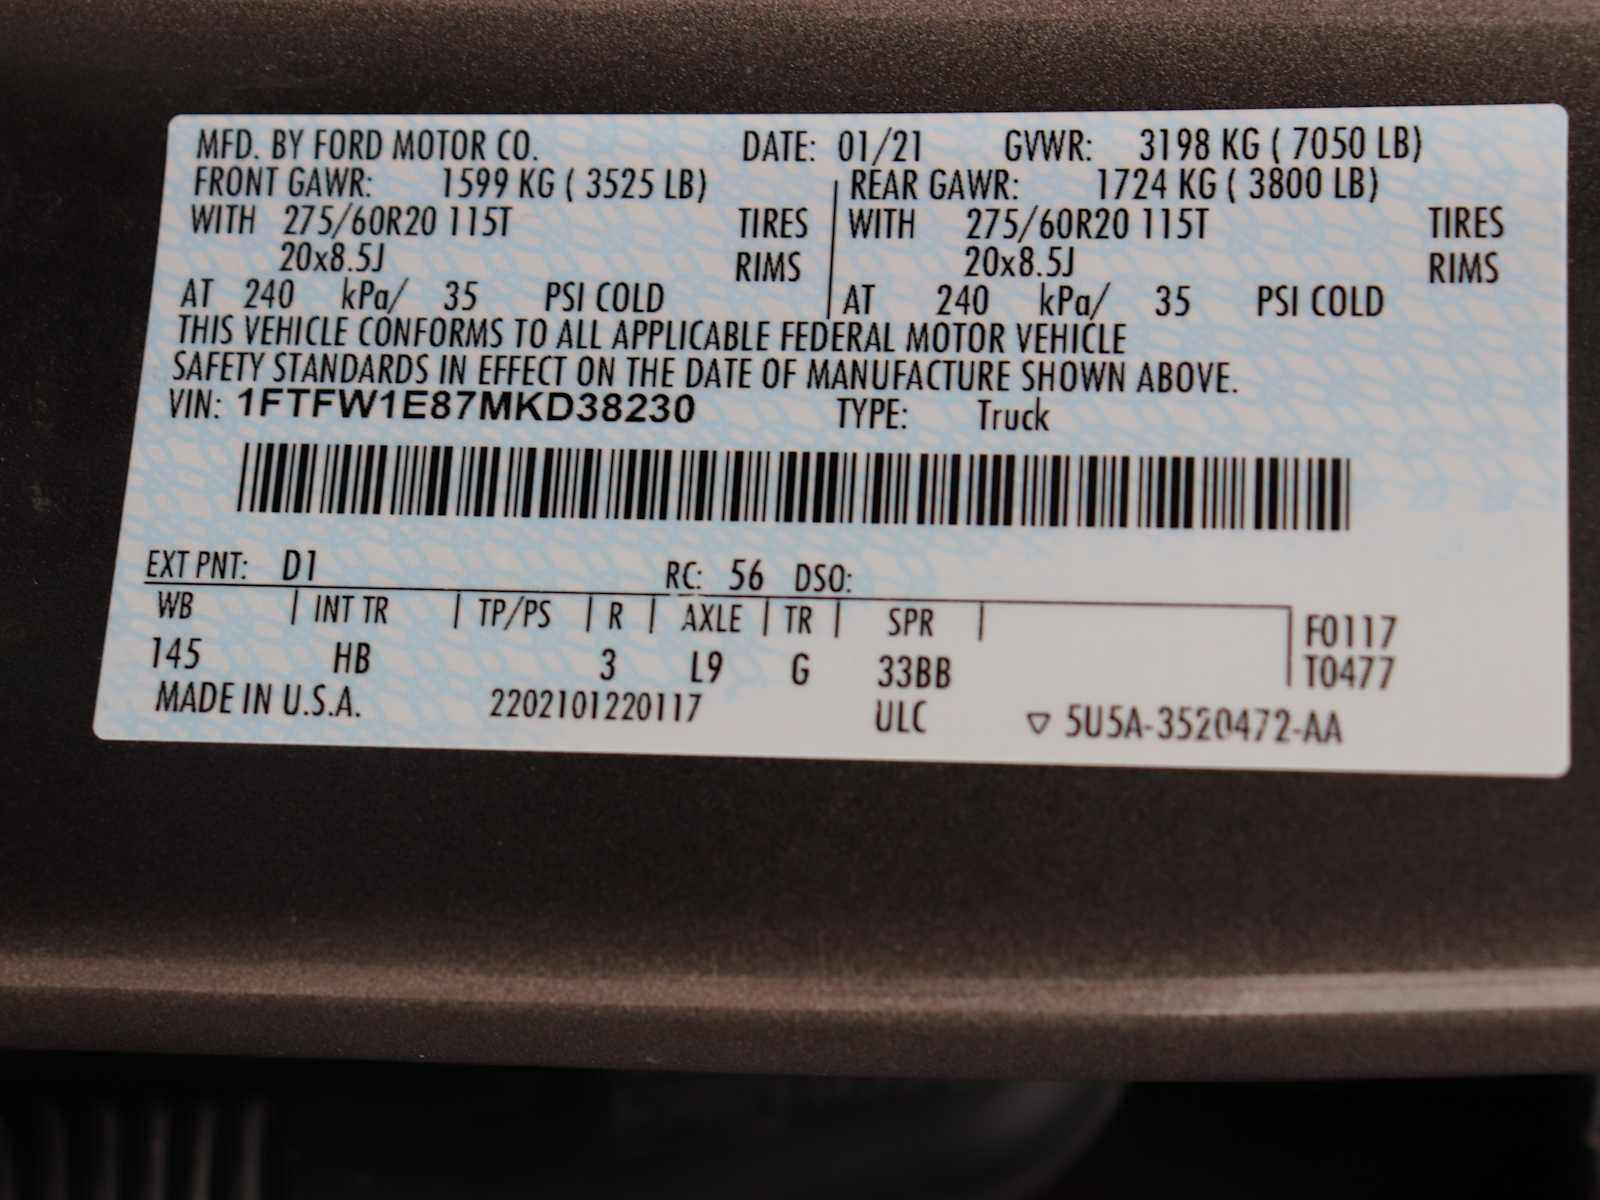 MFD. BY FORD MOTOR CO. DATE: 01/21 GVWR: 3198 KG ( 7050 LB)
FRONT GAWR: 1599 KG ( 3525 LB) REAR GAWR: 1724 KG ( 3800 LB)
WITH 275/60R20 115T TIRES WITH 275/60R20 115T TIRES
20x8.5J RIMS 20x8.5J RIMS
AT 240 kPa/ 35 PSI COLD AT 240 kPa/ 35 PSI COLD
THIS VEHICLE CONFORMS TO ALL APPLICABLE FEDERAL MOTOR VEHICLE
SAFETY STANDARDS IN EFFECT ON THE DATE OF MANUFACTURE SHOWN ABOVE.
VIN: 1FTFW1E87MKD38230 TYPE: Truck
EXT PNT: D1 RC: 56 DSO:
WB INT TR TP/PS R AXLE TR SPR F0117
145 HB 3 L9 G 33BB T0477
MADE IN U.S.A. 2202101220117 ULC ▽ 5U5A-3520472-AA